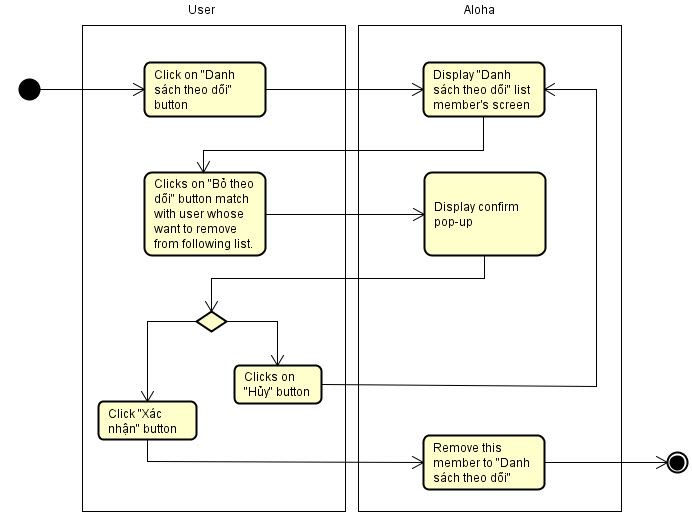 User
Aloha
Click on "Danh
sách theo dõi"
button
Display "Danh
sách theo dõi" list
member's screen
Clicks on "Bỏ theo
dõi" button match
with user whose
want to remove
from following list.
Display confirm
pop-up
Clicks on
"Hủy" button
Click "Xác
nhận" button
Remove this
member to "Danh
sách theo dõi"